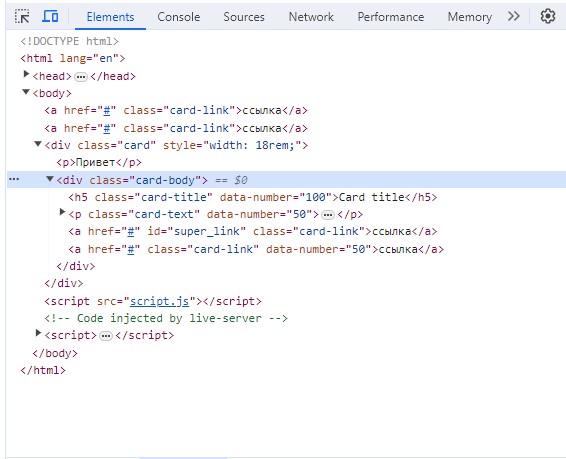 Elements Console Sources Network Performance Memory
<!DOCTYPE html>
<html lang="en">
<head> … </head>
<body>
<a href="#" class="card-link">ссылка</a>
<a href="#" class="card-link">ссылка</a>
<div class="card" style="width: 18rem;">
<p>Привет</p>
… <div class="card-body"> == $0
<h5 class="card-title" data-number="100">Card title</h5>
<p class="card-text" data-number="50"> … </p>
<a href="#" id="super_link" class="card-link">ссылка</a>
<a href="#" class="card-link" data-number="50">ссылка</a>
</div>
</div>
<script src="script.js"></script>
<!-- Code injected by live-server -->
<script> … </script>
</body>
</html>